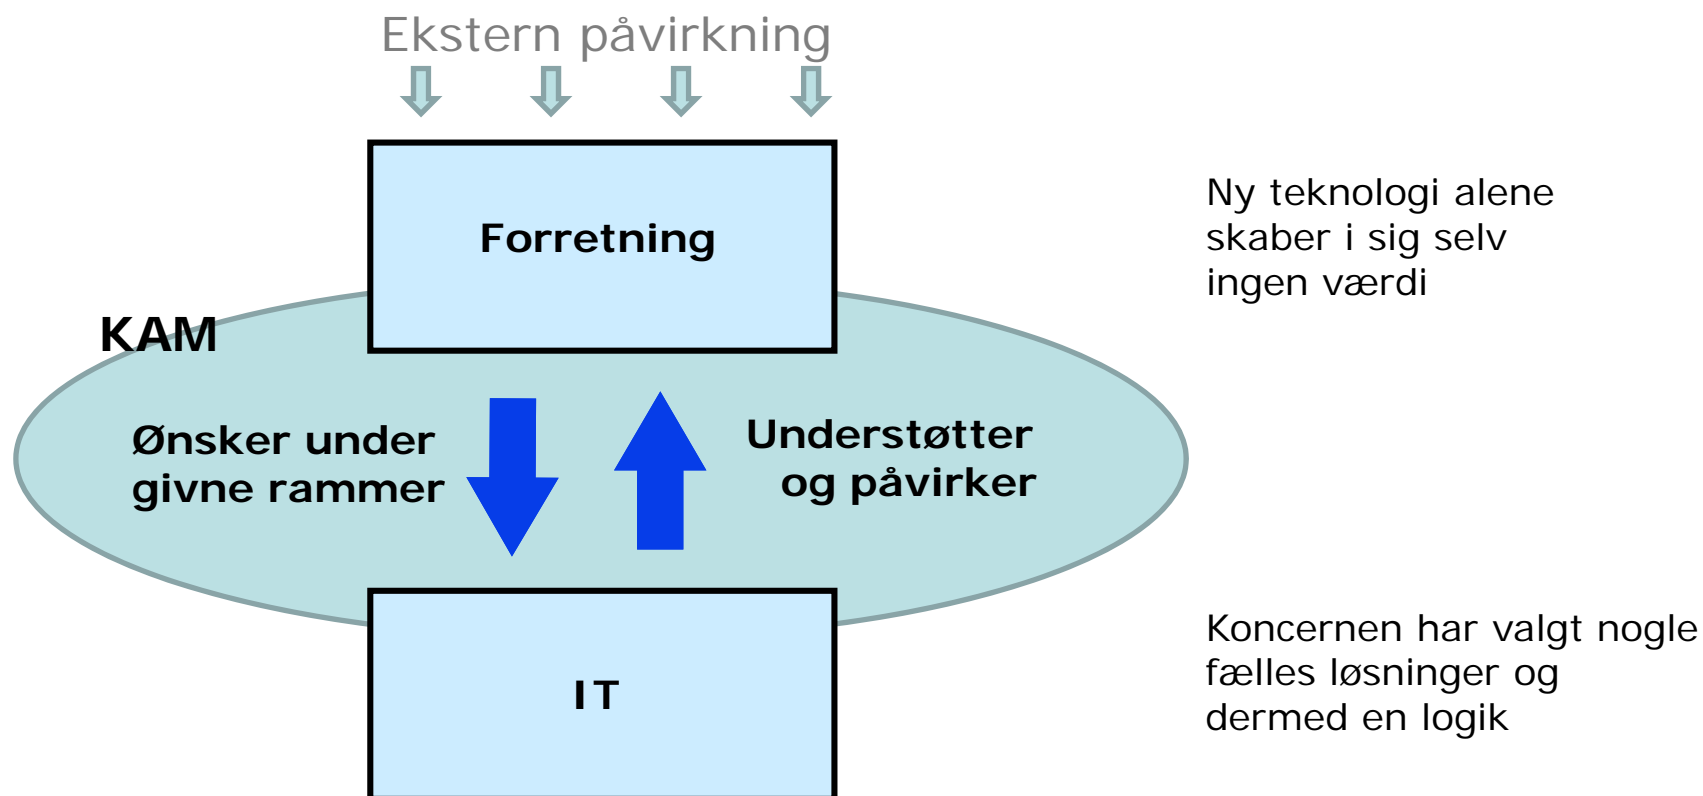 Ekstern påvirkning
Forretning
Ny teknologi alene
skaber i sig selv
ingen værdi
KAM
Ønsker under
givne rammer
Understøtter
og påvirker
IT
Koncernen har valgt nogle
fælles løsninger og
dermed en logik